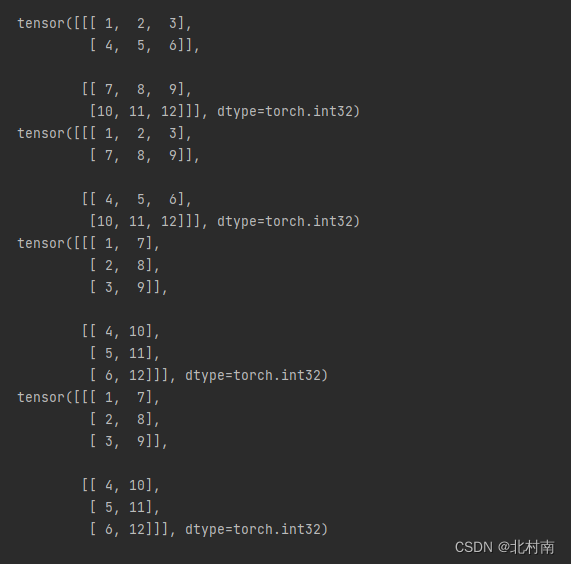 tensor([[[ 1,  2,  3],
         [ 4,  5,  6]],
        [[ 7,  8,  9],
         [10, 11, 12]]], dtype=torch.int32)
tensor([[[ 1,  2,  3],
         [ 7,  8,  9]],
        [[ 4,  5,  6],
         [10, 11, 12]]], dtype=torch.int32)
tensor([[[ 1,  7],
         [ 2,  8],
         [ 3,  9]],
        [[ 4, 10],
         [ 5, 11],
         [ 6, 12]]], dtype=torch.int32)
tensor([[[ 1,  7],
         [ 2,  8],
         [ 3,  9]],
        [[ 4, 10],
         [ 5, 11],
         [ 6, 12]]], dtype=torch.int32)
CSDN @北村南